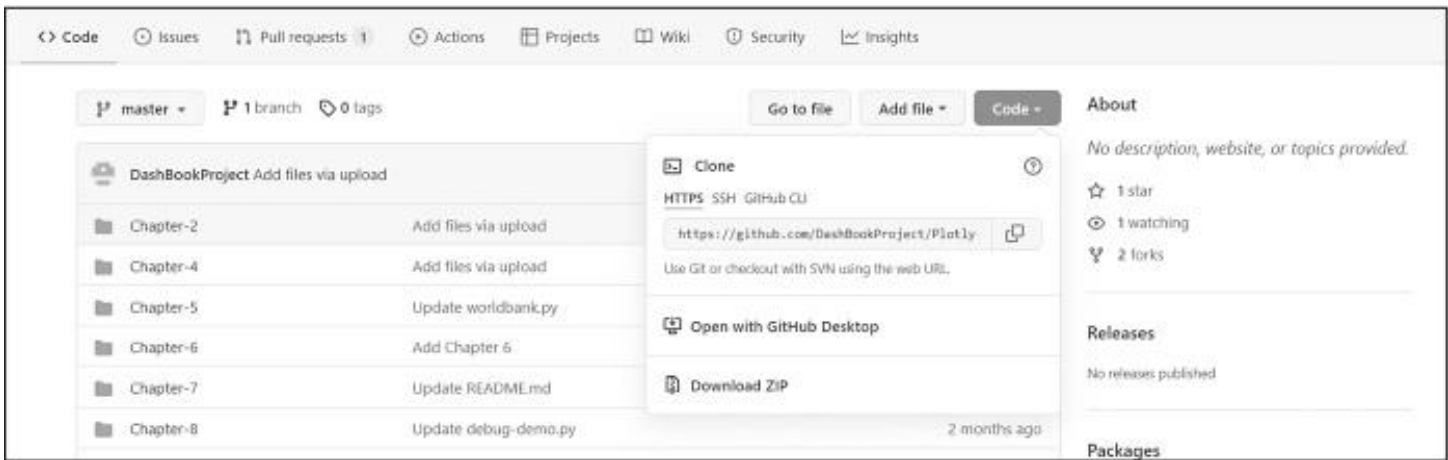 <> Code Issues Pull requests 1 Actions Projects Wiki Security Insights
master 1 branch 0 tags Go to file Add file Code
DashBookProject Add files via upload
Chapter-2 Add files via upload
Chapter-4 Add files via upload
Chapter-5 Update worldbank.py
Chapter-6 Add Chapter 6
Chapter-7 Update README.md
Chapter-8 Update debug-demo.py 2 months ago
Clone
HTTPS SSH GitHub CLI
https://github.com/DashBookProject/Plotly
Use Git or checkout with SVN using the web URL.
Open with GitHub Desktop
Download ZIP
About
No description, website, or topics provided.
1 star
1 watching
2 forks
Releases
No releases published
Packages